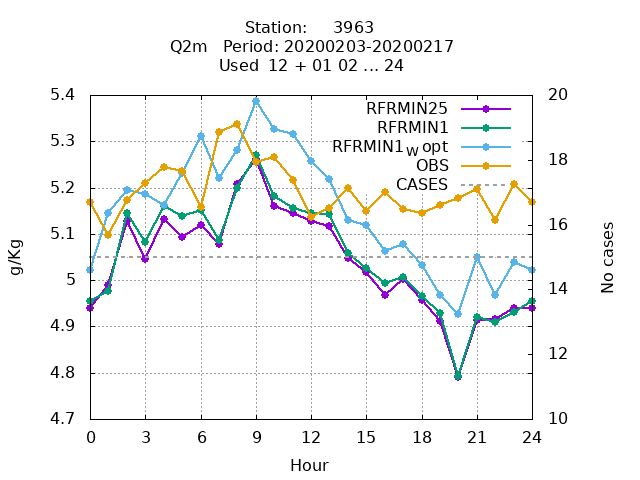 Station: 3963
Q2m Period: 20200203-20200217
Used 12 + 01 02 ... 24
5.4
5.3
5.2
5.1
5
4.9
4.8
4.7
g/Kg
RFRMIN25
RFRMIN1
RFRMIN1w opt
OBS
CASES
20
18
16
14
12
10
No cases
0 3 6 9 12 15 18 21 24
Hour